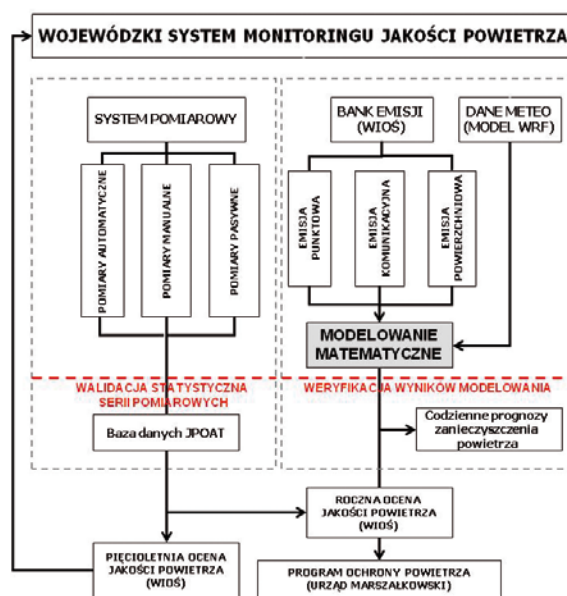 WOJEWÓDZKI SYSTEM MONITORINGU JAKOŚCI POWIETRZA
SYSTEM POMIAROWY
POMIARY AUTOMATYCZNE
POMIARY MANUALNE
POMIARY PASYWNE
WALIDACJA STATYSTYCZNA
SERII POMIAROWYCH
Baza danych JPOAT
BANK EMISJI
(WIOŚ)
DANE METEO
(MODEL WRF)
EMISJA
PUNKTOWA
EMISJA
KOMUNIKACYJNA
EMISJA
POWIERZCHNIOWA
MODELOWANIE
MATEMATYCZNE
WERYFIKACJA WYNIKÓW MODELOWANIA
Codzienne prognozy
zanieczyszczenia
powietrza
ROCZNA OCENA
JAKOŚCI POWIETRZA
(WIOŚ)
PIĘCIOLETNIA OCENA
JAKOŚCI POWIETRZA
(WIOŚ)
PROGRAM OCHRONY POWIETRZA
(URZĄD MARSZAŁKOWSKI)